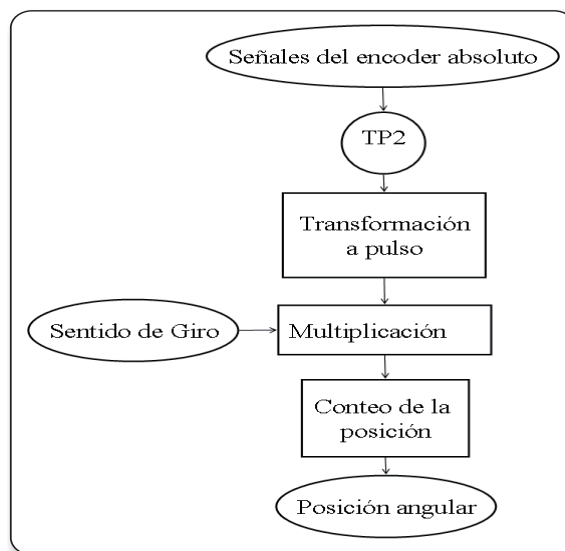 Señales del encoder absoluto
TP2
Transformación
a pulso
Sentido de Giro
Multiplicación
Conteo de la
posición
Posición angular